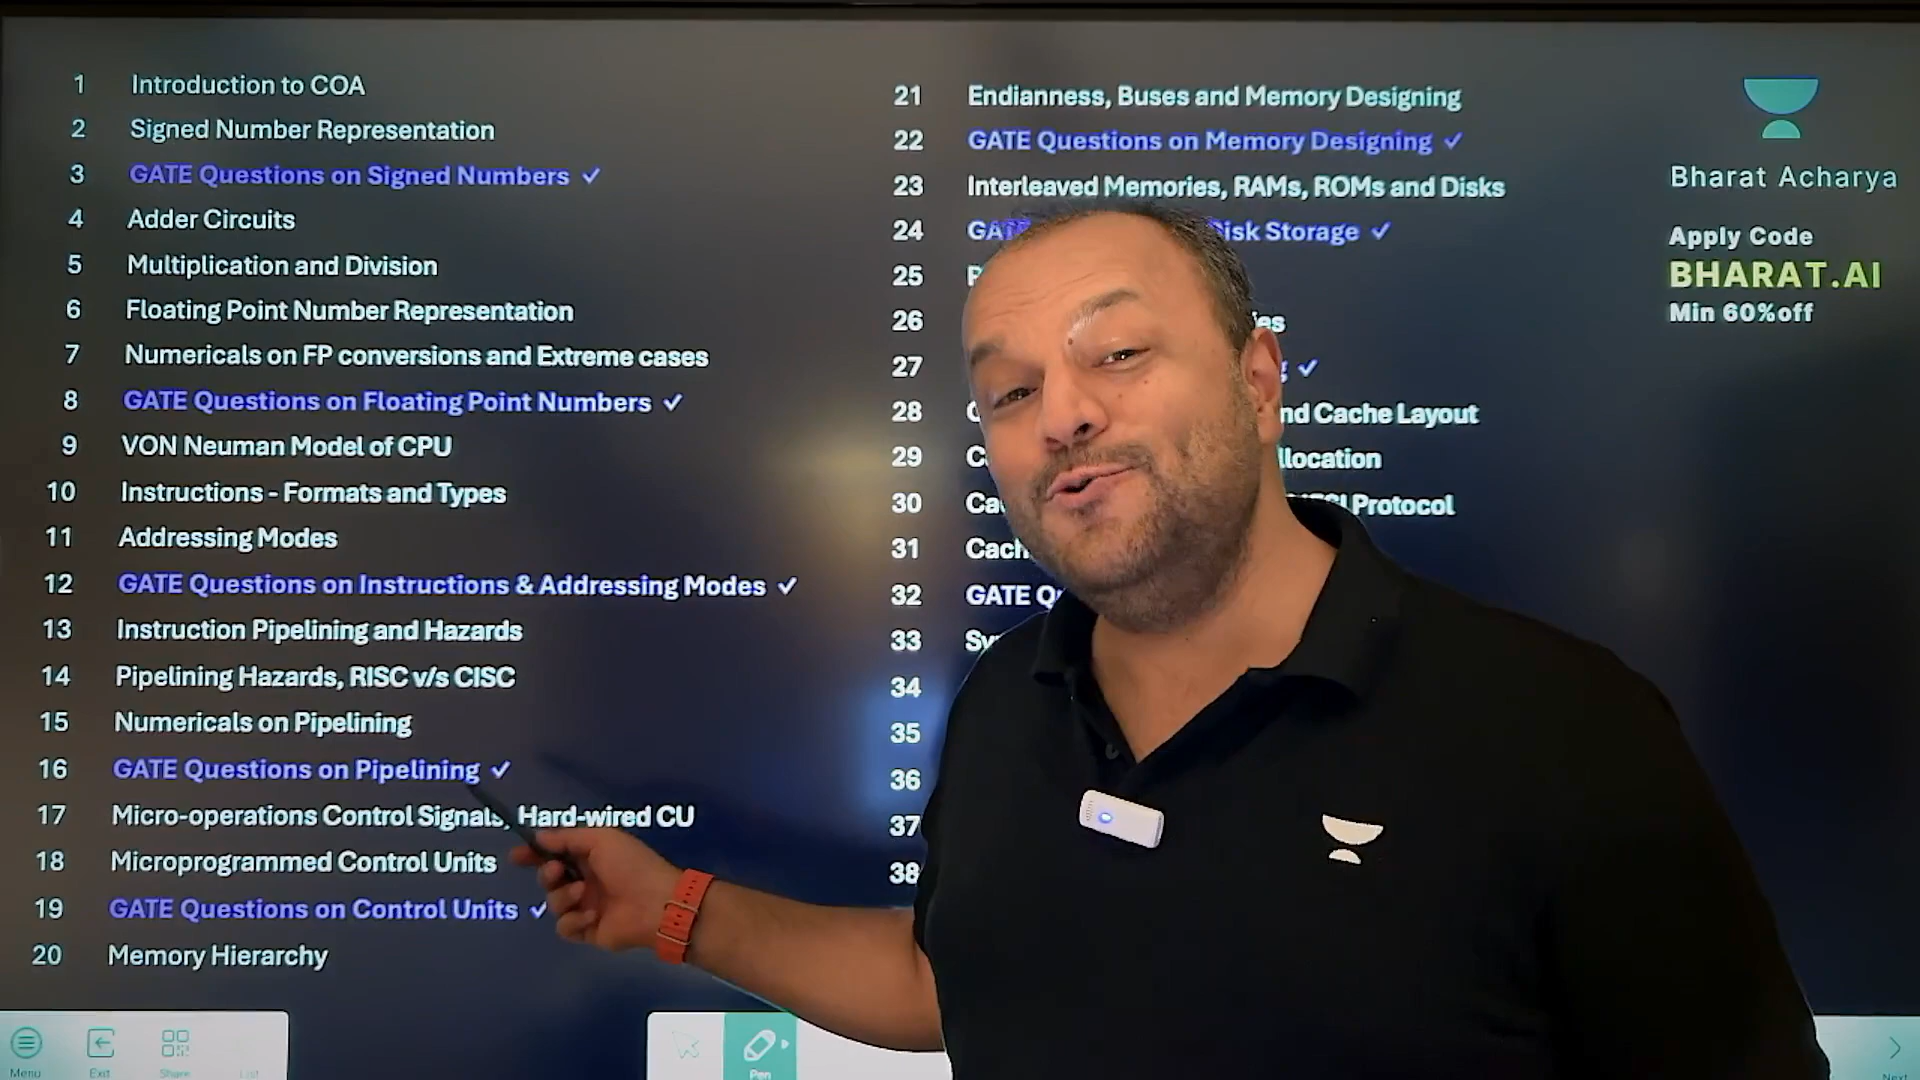 1 Introduction to COA
2 Signed Number Representation
3 GATE Questions on Signed Numbers ✓
4 Adder Circuits
5 Multiplication and Division
6 Floating Point Number Representation
7 Numericals on FP conversions and Extreme cases
8 GATE Questions on Floating Point Numbers ✓
9 VON Neuman Model of CPU
10 Instructions - Formats and Types
11 Addressing Modes
12 GATE Questions on Instructions & Addressing Modes ✓
13 Instruction Pipelining and Hazards
14 Pipelining Hazards, RISC v/s CISC
15 Numericals on Pipelining
16 GATE Questions on Pipelining ✓
17 Micro-operations Control Signals, Hard-wired CU
18 Microprogrammed Control Units
19 GATE Questions on Control Units ✓
20 Memory Hierarchy
21 Endianness, Buses and Memory Designing
22 GATE Questions on Memory Designing ✓
23 Interleaved Memories, RAMs, ROMs and Disks
24 Storage ✓
25
26
27 ✓
28 Cache Layout
29
30 Protocol
31
32 GATE
33
34
35
36
37
38
Bharat Acharya
Apply Code
BHARAT.AI
Min 60%off
Menu
Exit
Share
List
Pen
Next